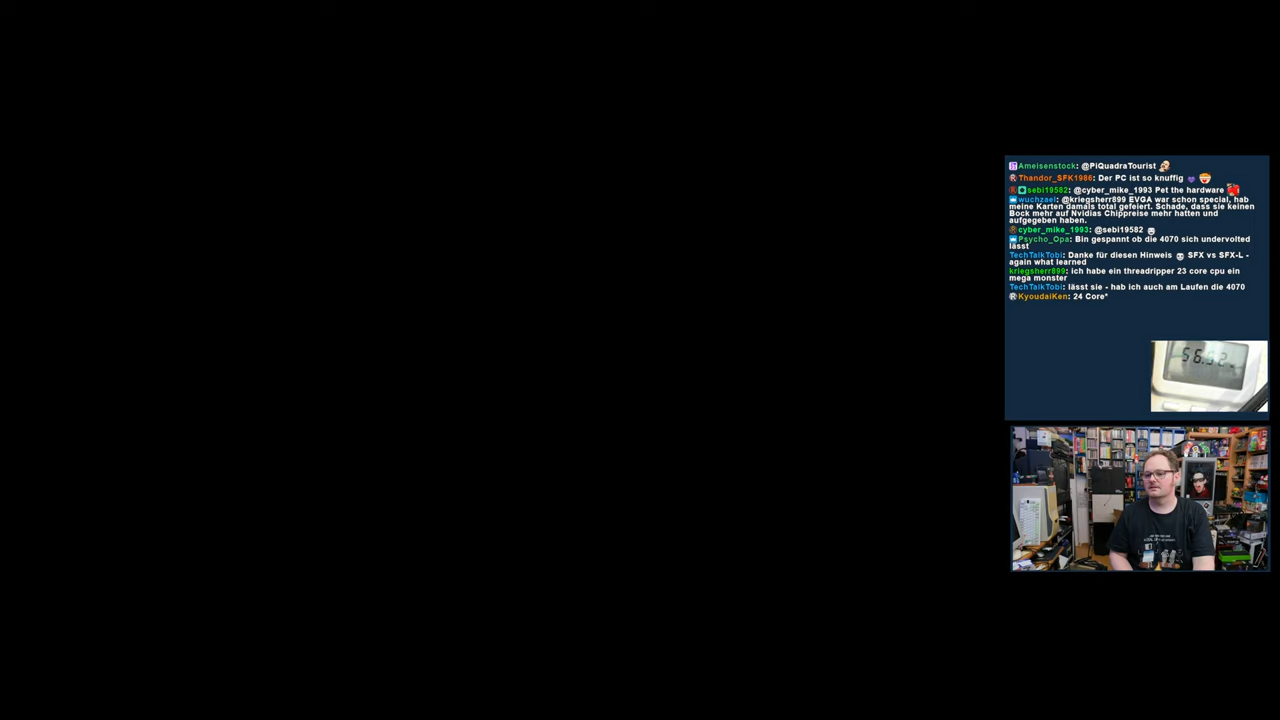 Ameisenstock: @PiQuadraTourist
Thandor_SFK1986: Der PC ist so knuffig
sebi19582: @cyber_mike_1993 Pet the hardware
wuchzael: @kriegsherr899 EVGA war schon special, hab
meine Karten damals total gefeiert. Schade, dass sie keinen
Bock mehr auf Nvidias Chippreise mehr hatten und
aufgegeben haben.
cyber_mike_1993: @sebi19582
Psycho_Opa: Bin gespannt ob die 4070 sich undervolted
lässt
TechTalkTobi: Danke für diesen Hinweis SFX vs SFX-L -
again what learned
kriegsherr899: ich habe ein threadripper 23 core cpu ein
mega monster
TechTalkTobi: lässt sie - hab ich auch am Laufen die 4070
KyoudaiKen: 24 Core*